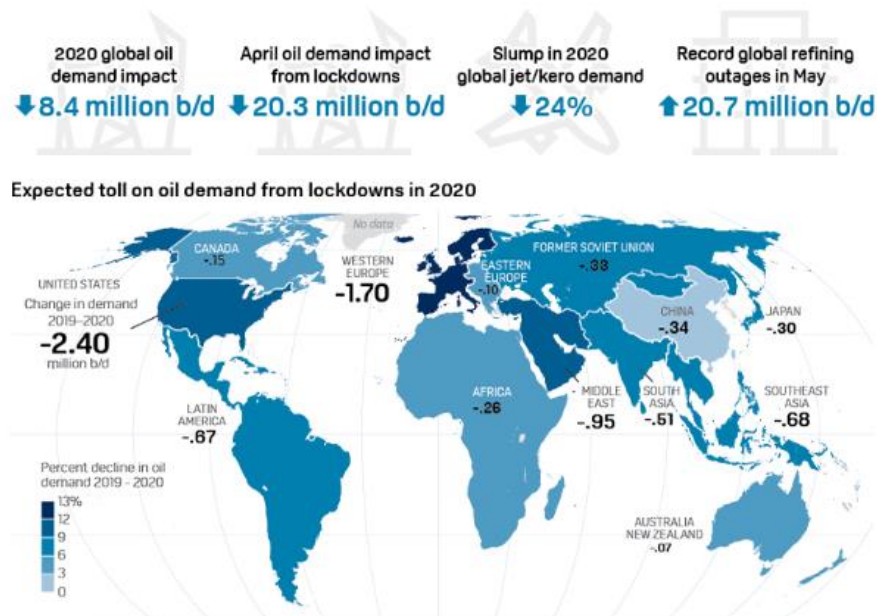 2020 global oil
demand impact
8.4 million b/d
April oil demand impact
from lockdowns
20.3 million b/d
Slump in 2020
global jet/kero demand
24%
Record global refining
outages in May
20.7 million b/d
Expected toll on oil demand from lockdowns in 2020
No data
CANADA
-.15
UNITED STATES
Change in demand
2019–2020
-2.40
million b/d
WESTERN
EUROPE
-1.70
EASTERN
EUROPE
-.10
FORMER SOVIET UNION
-.33
CHINA
-.34
JAPAN
-.30
LATIN
AMERICA
-.67
AFRICA
-.26
MIDDLE
EAST
-.95
SOUTH
ASIA
-.51
SOUTHEAST
ASIA
-.68
AUSTRALIA
NEW ZEALAND
-.07
Percent decline in oil
demand 2019 - 2020
13%
12
9
6
3
0